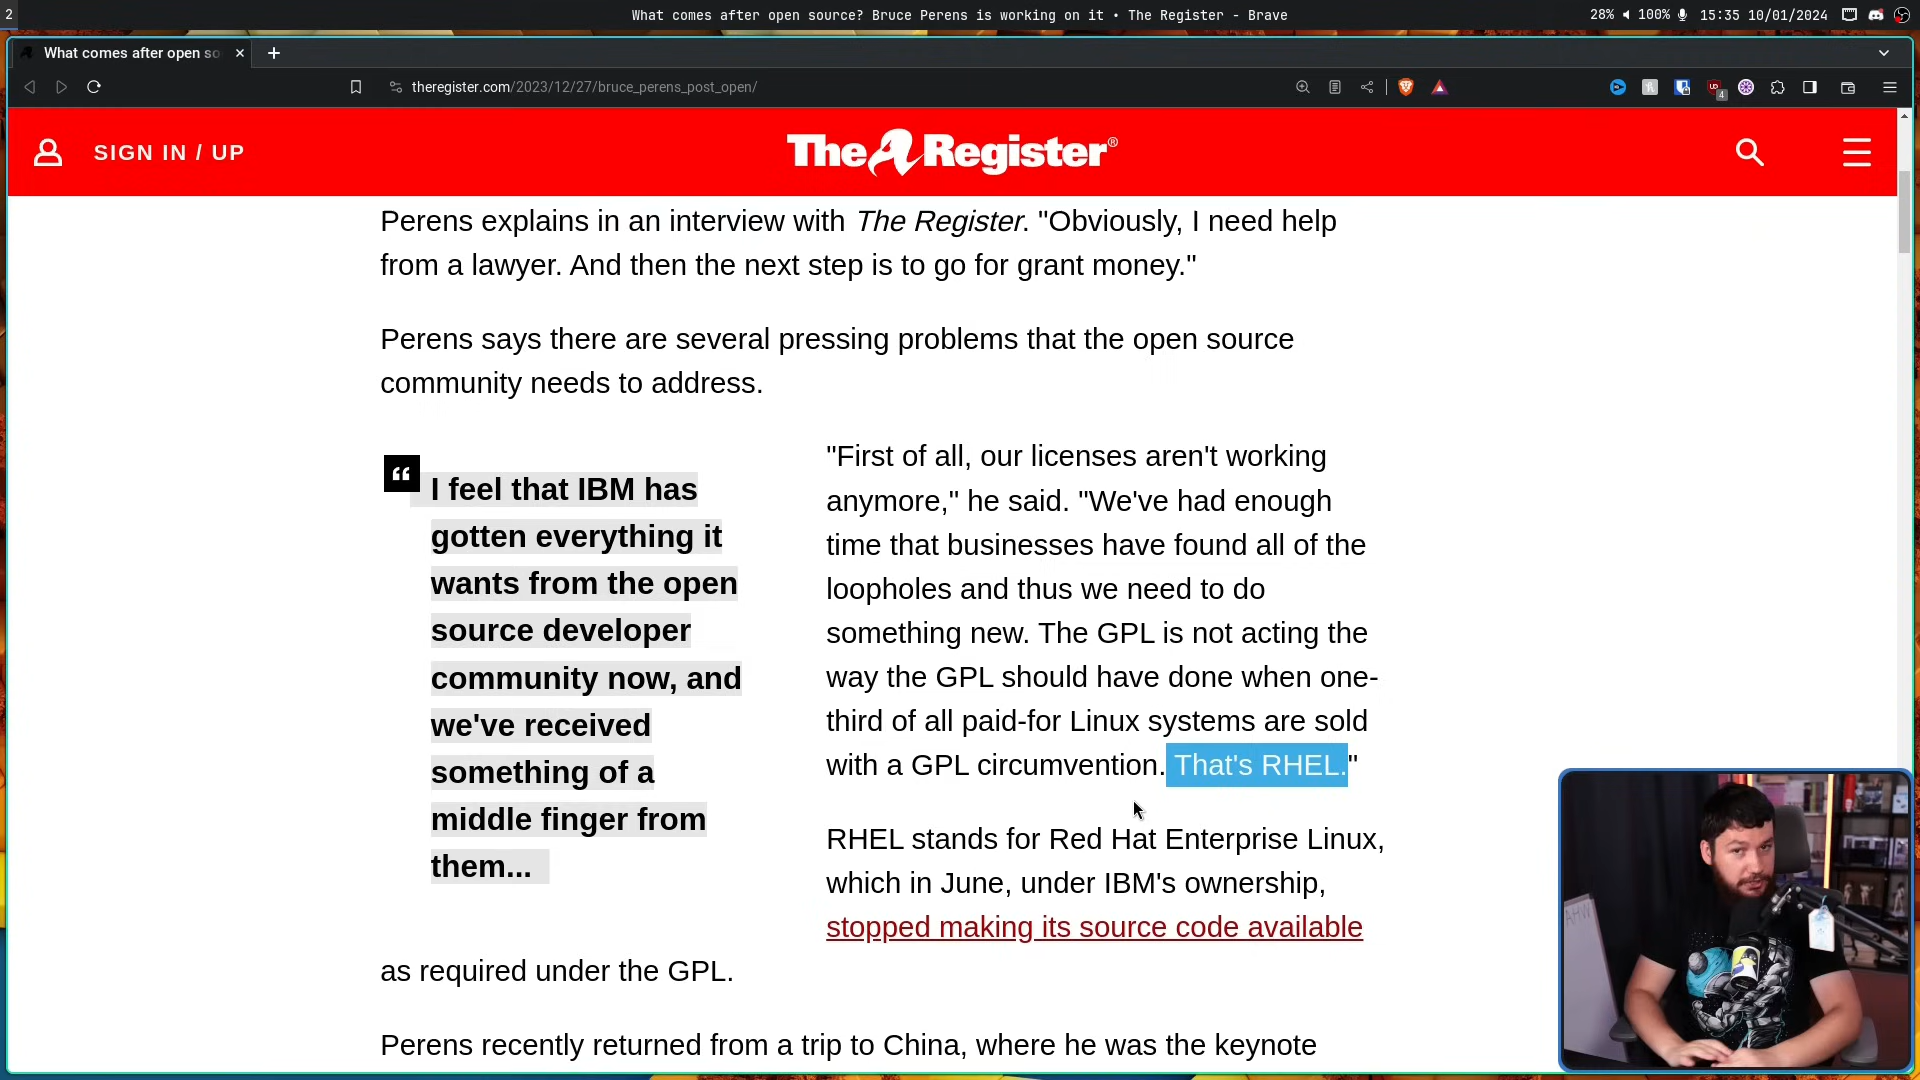 2
What comes after open source? Bruce Perens is working on it • The Register - Brave
28% 100% 15:35 10/01/2024
What comes after open so
theregister.com/2023/12/27/bruce_perens_post_open/
4
SIGN IN / UP
The Register®
Perens explains in an interview with The Register. "Obviously, I need help
from a lawyer. And then the next step is to go for grant money."
Perens says there are several pressing problems that the open source
community needs to address.
“
I feel that IBM has
gotten everything it
wants from the open
source developer
community now, and
we've received
something of a
middle finger from
them...
"First of all, our licenses aren't working
anymore," he said. "We've had enough
time that businesses have found all of the
loopholes and thus we need to do
something new. The GPL is not acting the
way the GPL should have done when one-
third of all paid-for Linux systems are sold
with a GPL circumvention. That's RHEL."
RHEL stands for Red Hat Enterprise Linux,
which in June, under IBM's ownership,
stopped making its source code available
as required under the GPL.
Perens recently returned from a trip to China, where he was the keynote